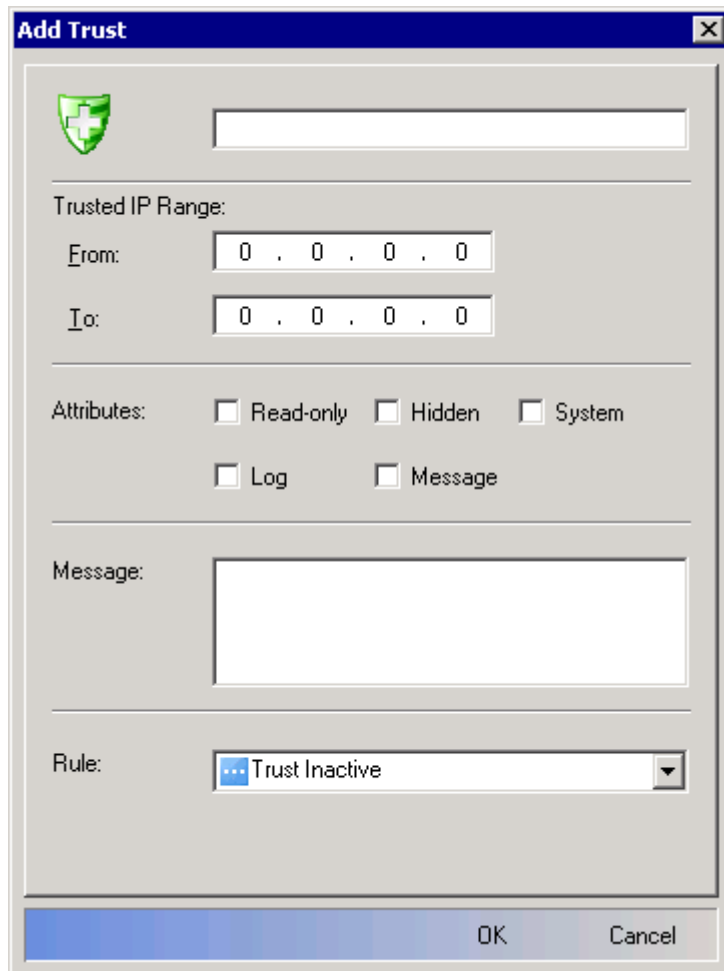 Add Trust
Trusted IP Range:
From: 0 . 0 . 0 . 0
To: 0 . 0 . 0 . 0
Attributes: Read-only Hidden System
Log Message
Message:
Rule: Trust Inactive
OK Cancel